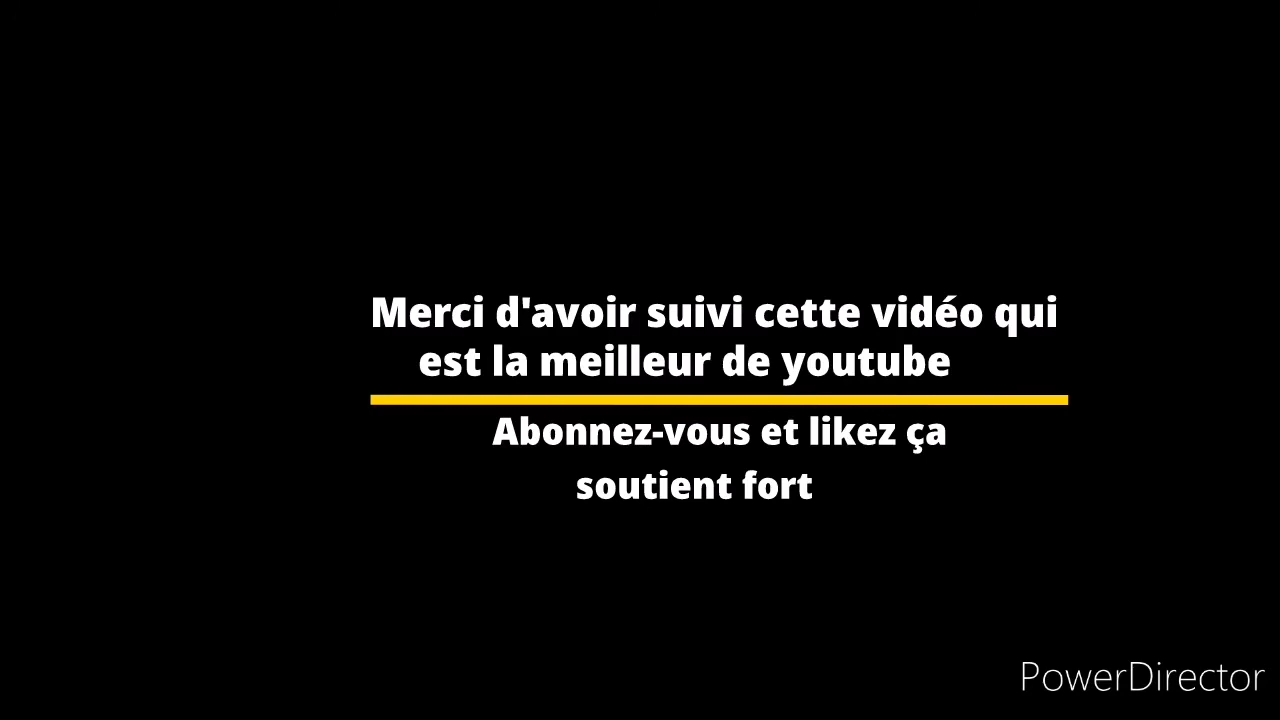 Merci d'avoir suivi cette vidéo qui
est la meilleur de youtube
Abonnez-vous et likez ça
soutient fort
PowerDirector